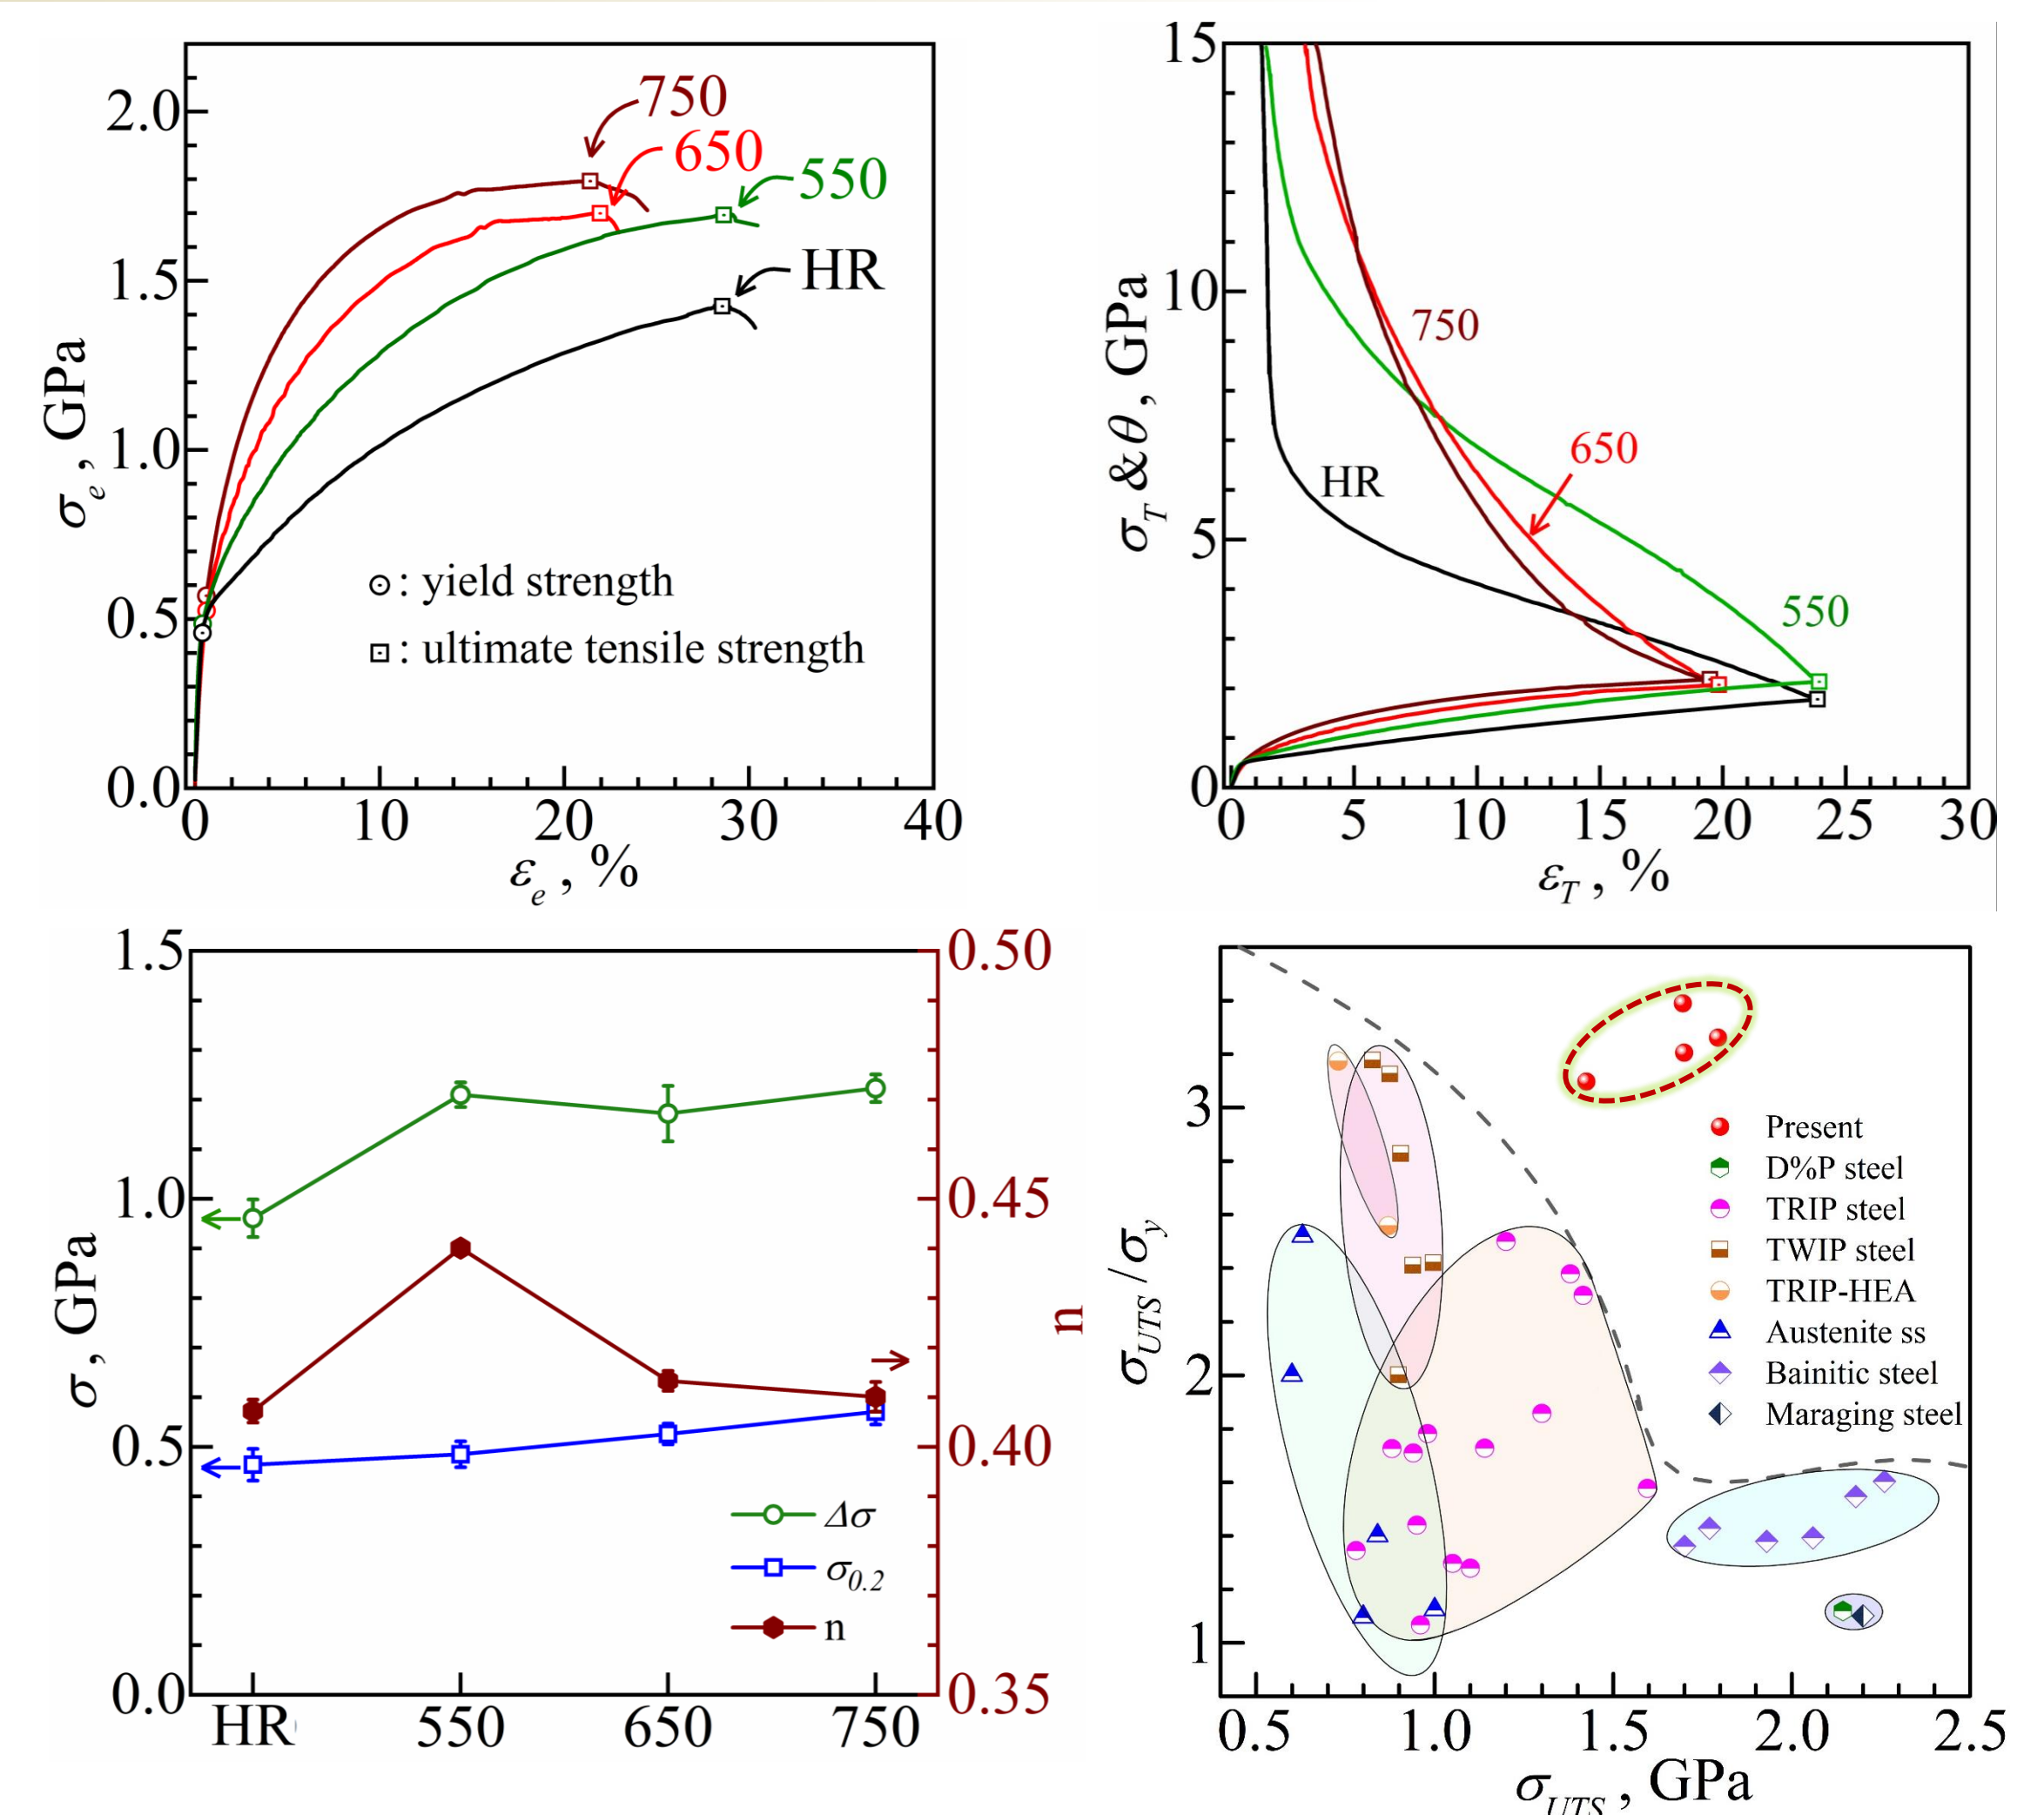 2.0
1.5
1.0
0.5
0.0
0
10
20
30
40
σe, GPa
εe, %
750
650
550
HR
: yield strength
: ultimate tensile strength
15
10
5
0
0
5
10
15
20
25
30
σT & θ, GPa
εT, %
750
650
HR
550
1.5
1.0
0.5
0.0
0.50
0.45
0.40
0.35
σ, GPa
n
Δσ
σ0.2
n
HR
550
650
750
3
2
1
σUTS/σy
Present
D%P steel
TRIP steel
TWIP steel
TRIP-HEA
Austenite ss
Bainitic steel
Maraging steel
0.5
1.0
1.5
2.0
2.5
σUTS, GPa